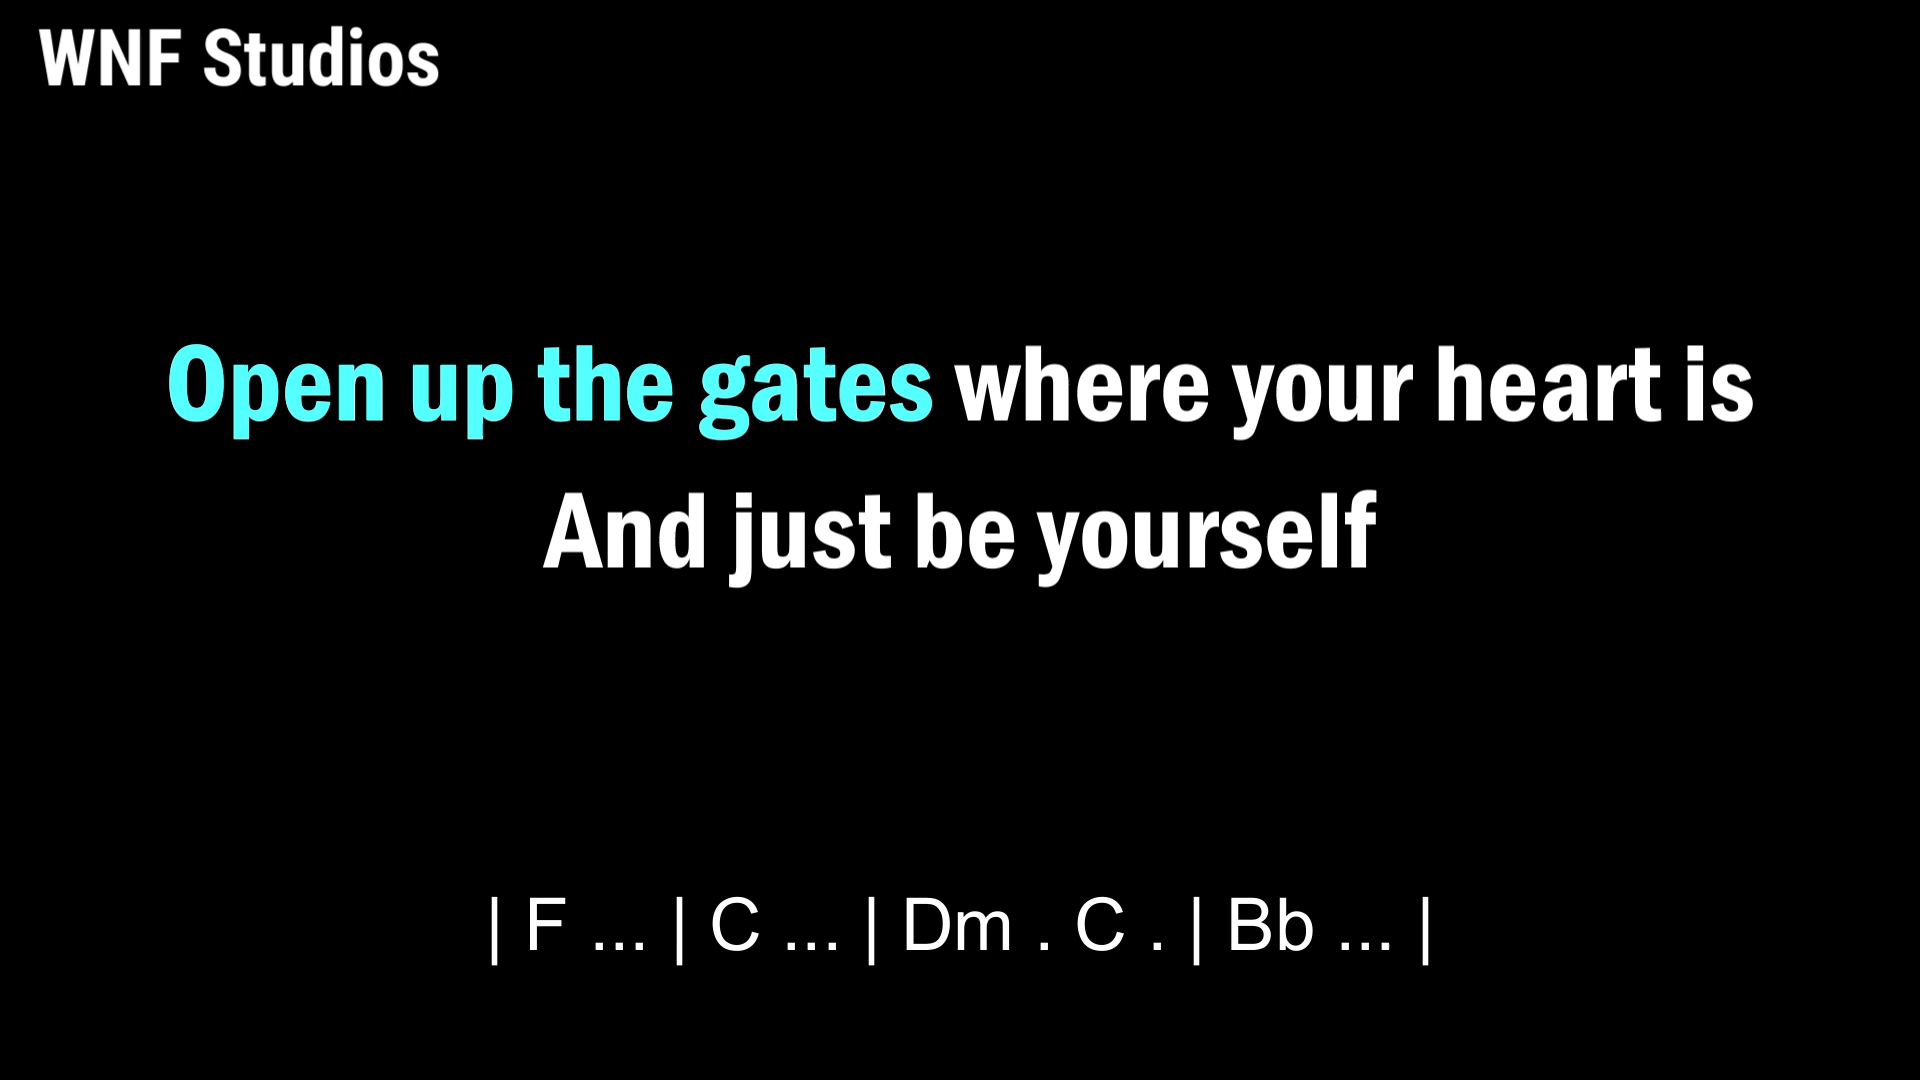 WNF Studios
Open up the gates where your heart is
And just be yourself
| F ... | C ... | Dm . C . | Bb ... |